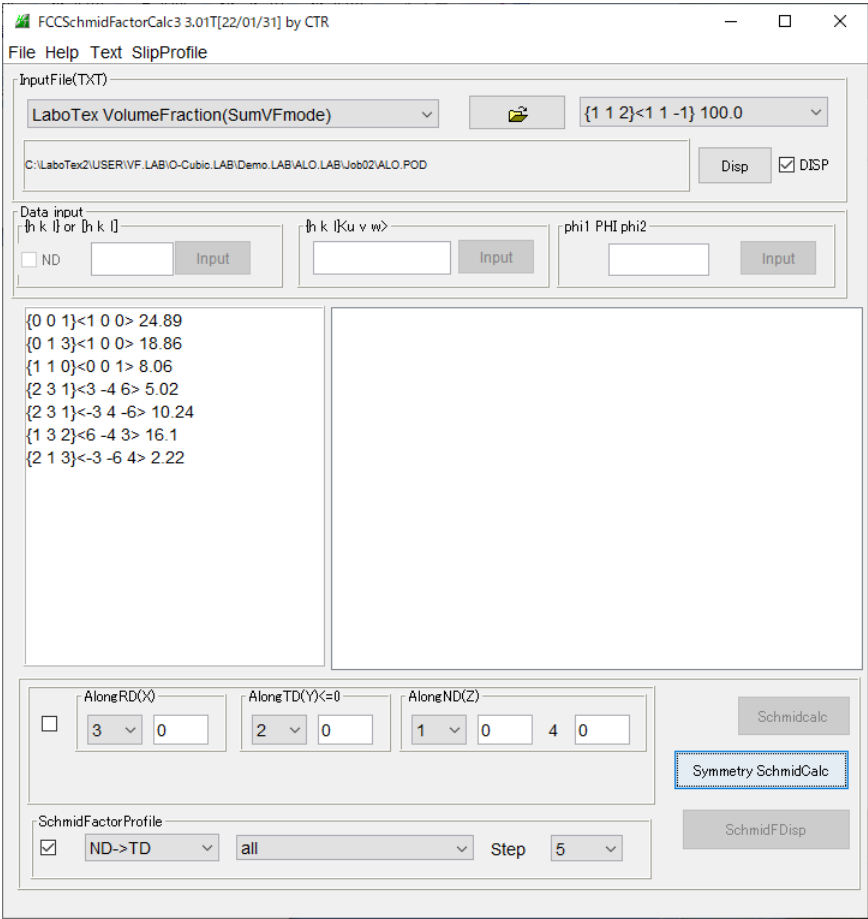 FCCSchmidFactorCalc3 3.01T[22/01/31] by CTR
File Help Text SlipProfile
InputFile(TXT)
LaboTex VolumeFraction(SumVFmode)
{1 1 2}<1 1 -1} 100.0
C:\LaboTex2\USER\VF.LAB\O-Cubic.LAB\Demo.LAB\ALO.LAB\Job02\ALO.POD
Disp
DISP
Data input
{h k l} or [h k l]
{h k l}<u v w>
phi1 PHI phi2
ND
Input
Input
Input
{0 0 1}<1 0 0> 24.89
{0 1 3}<1 0 0> 18.86
{1 1 0}<0 0 1> 8.06
{2 3 1}<3 -4 6> 5.02
{2 3 1}<-3 4 -6> 10.24
{1 3 2}<6 -4 3> 16.1
{2 1 3}<-3 -6 4> 2.22
AlongRD(X)
AlongTD(Y)<=0
AlongND(Z)
3 0
2 0
1 0 4 0
Schmidcalc
Symmetry SchmidCalc
SchmidFactorProfile
ND->TD
all
Step 5
SchmidFDisp